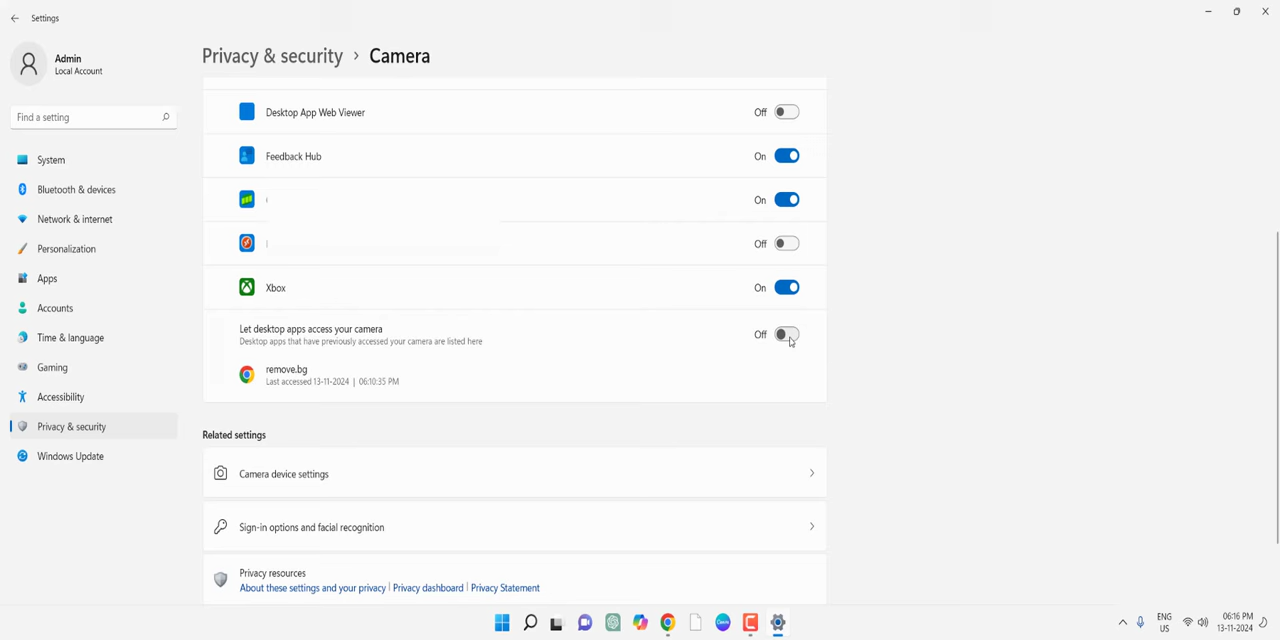 Settings
Admin
Local Account
Find a setting
System
Bluetooth & devices
Network & internet
Personalization
Apps
Accounts
Time & language
Gaming
Accessibility
Privacy & security
Windows Update
Privacy & security > Camera
Desktop App Web Viewer Off
Feedback Hub On
On
Off
Xbox On
Let desktop apps access your camera Off
Desktop apps that have previously accessed your camera are listed here
remove.bg
Last accessed 13-11-2024 | 06:10:35 PM
Related settings
Camera device settings
Sign-in options and facial recognition
Privacy resources
About these settings and your privacy | Privacy dashboard | Privacy Statement
ENG
US
06:16 PM
13-11-2024